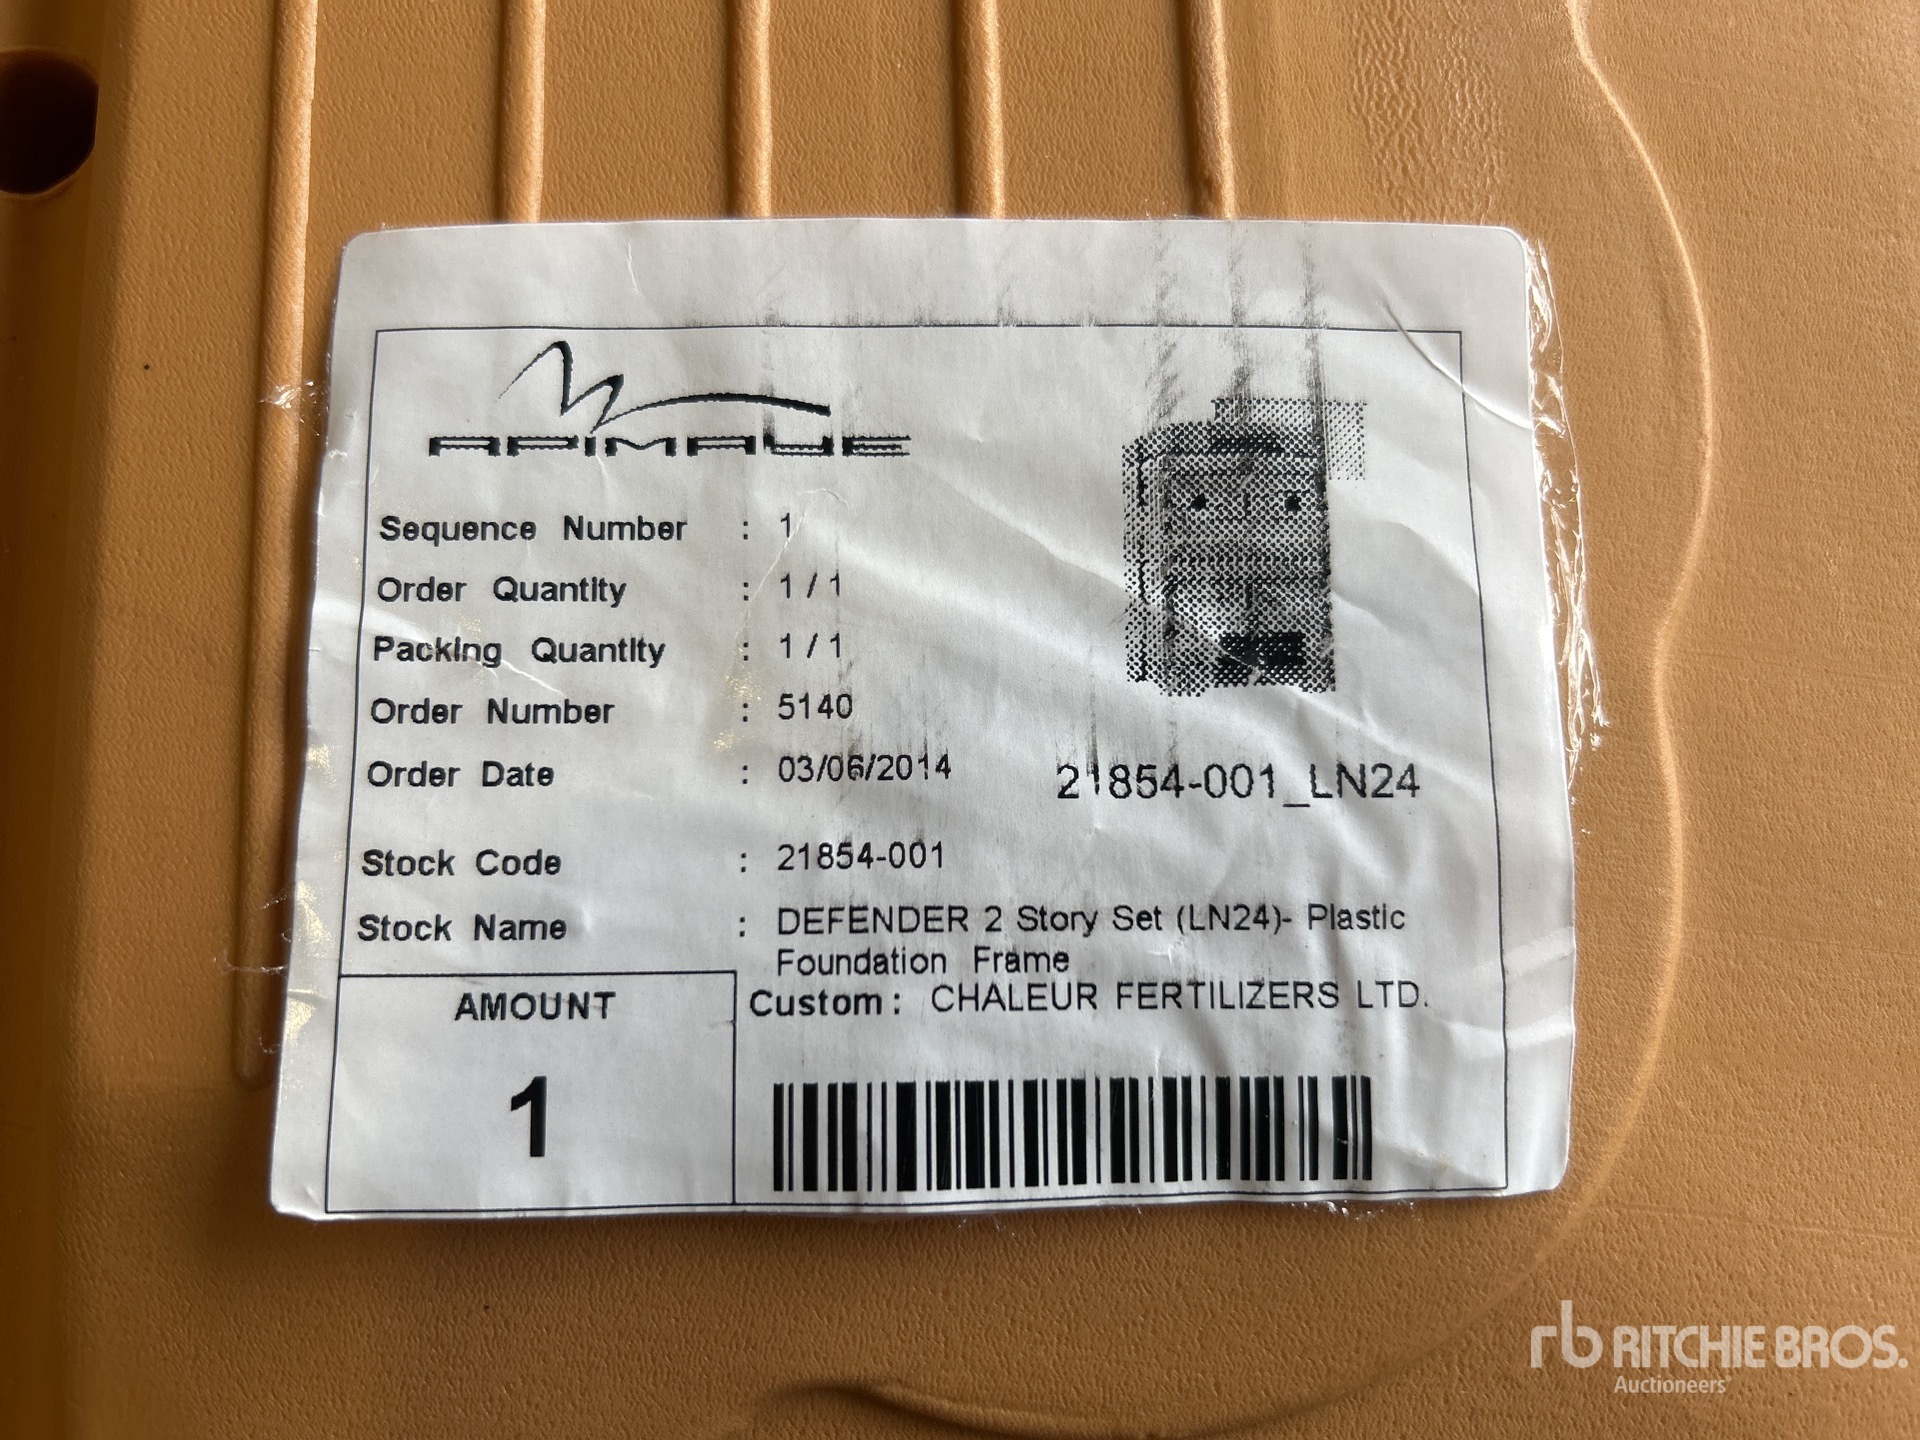 APIMAYE
Sequence Number : 1
Order Quantity : 1 / 1
Packing Quantity : 1 / 1
Order Number : 5140
Order Date : 03/06/2014
21854-001_LN24
Stock Code : 21854-001
Stock Name : DEFENDER 2 Story Set (LN24)- Plastic
Foundation Frame
AMOUNT
1
Custom : CHALEUR FERTILIZERS LTD.
rb RITCHIE BROS.
Auctioneers